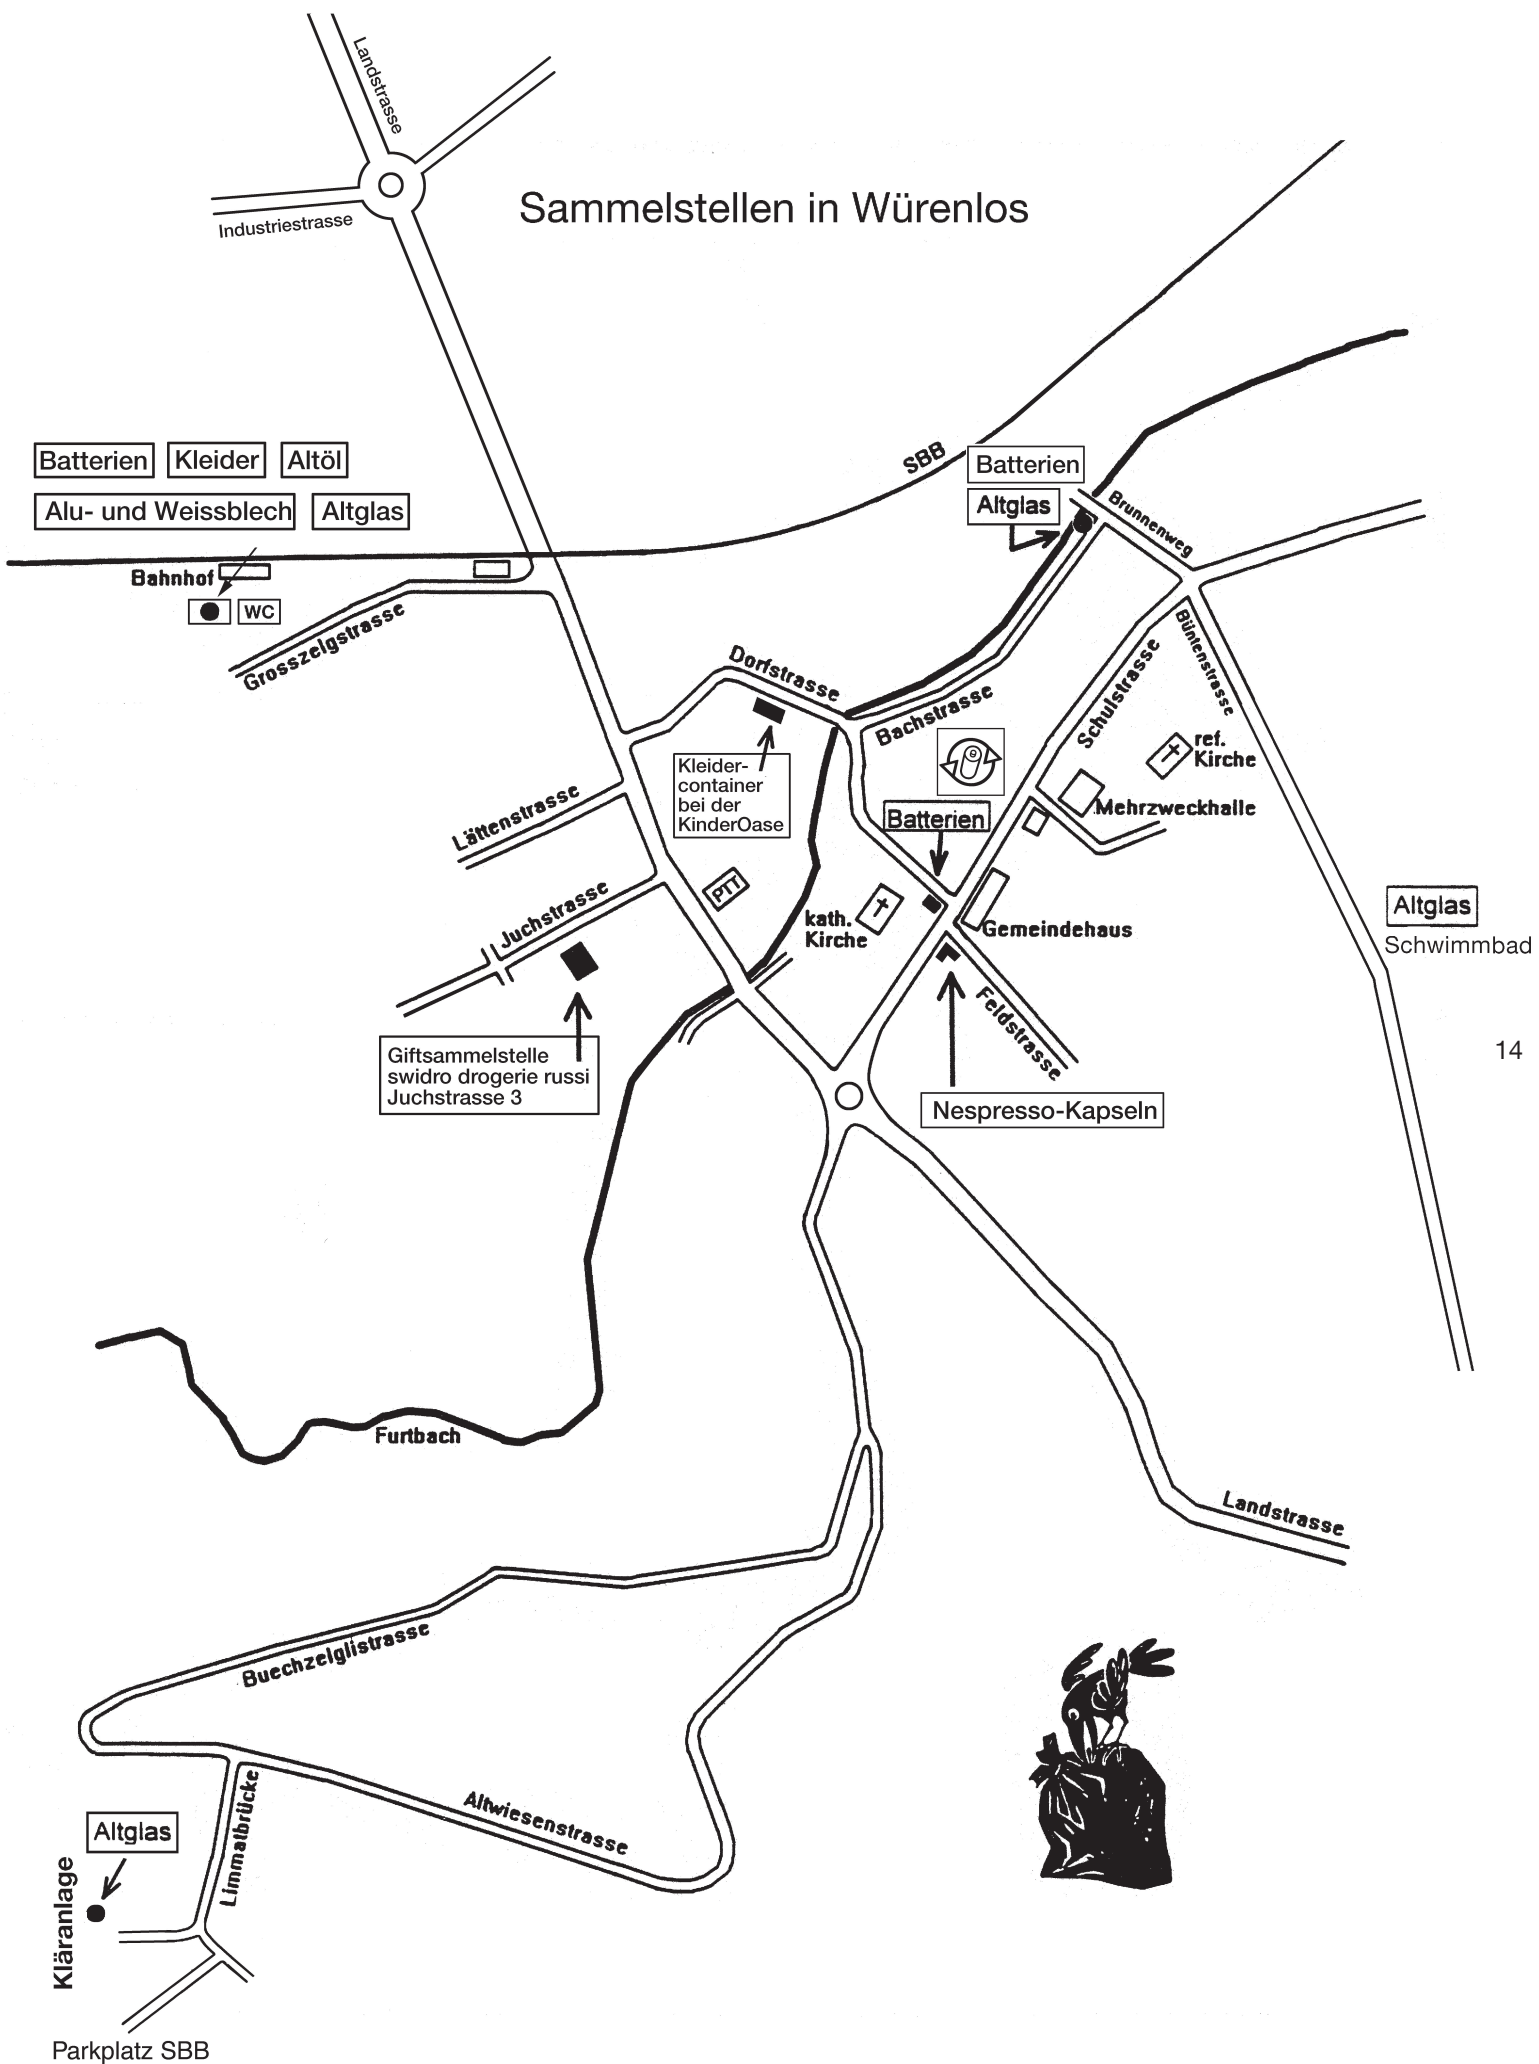 Landstrasse
Sammelstellen in Würenlos
Industriestrasse
SBB
Batterien
Altglas
Brunnenweg
Batterien Kleider Altöl
Alu- und Weissblech Altglas
Bahnhof
WC
Grosszelgstrasse
Dorfstrasse
Bachstrasse
Schulstrasse
Büntenstrasse
ref.
Kirche
Mehrzweckhalle
Kleider-
container
bei der
KinderOase
Batterien
Lättenstrasse
PTT
Juchstrasse
kath.
Kirche
Gemeindehaus
Altglas
Schwimmbad
Feldstrasse
14
Giftsammelstelle
swidro drogerie russi
Juchstrasse 3
Nespresso-Kapseln
Furtbach
Landstrasse
Buechzelglistrasse
Altwiesenstrasse
Limmatbrücke
Altglas
Kläranlage
Parkplatz SBB